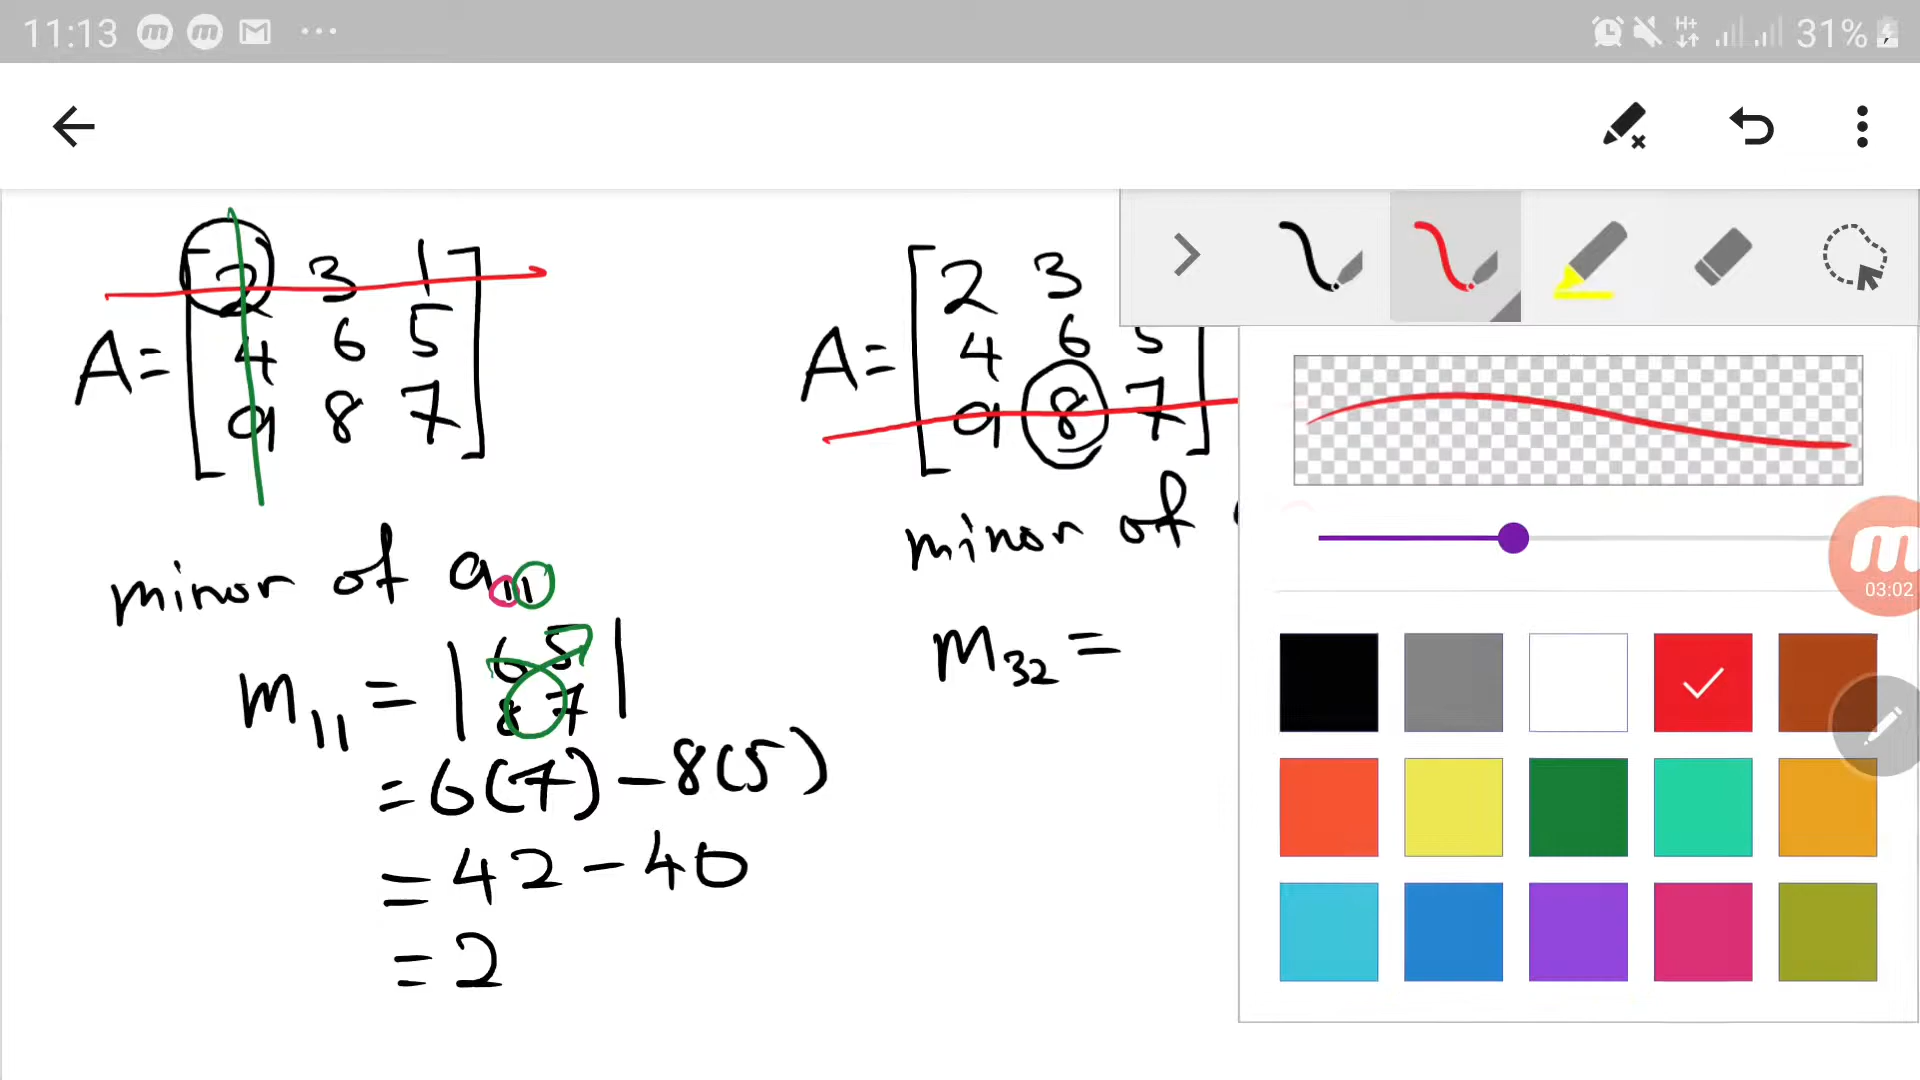 11:13
31%
2 3 1
A= 4 6 5
9 8 7
minor of a11
m11 = | 6 5 |
8 7
= 6(7) - 8(5)
= 42 - 40
= 2
2 3
A= 4 6 5
9 8 7
minor of
m32 =
03:02